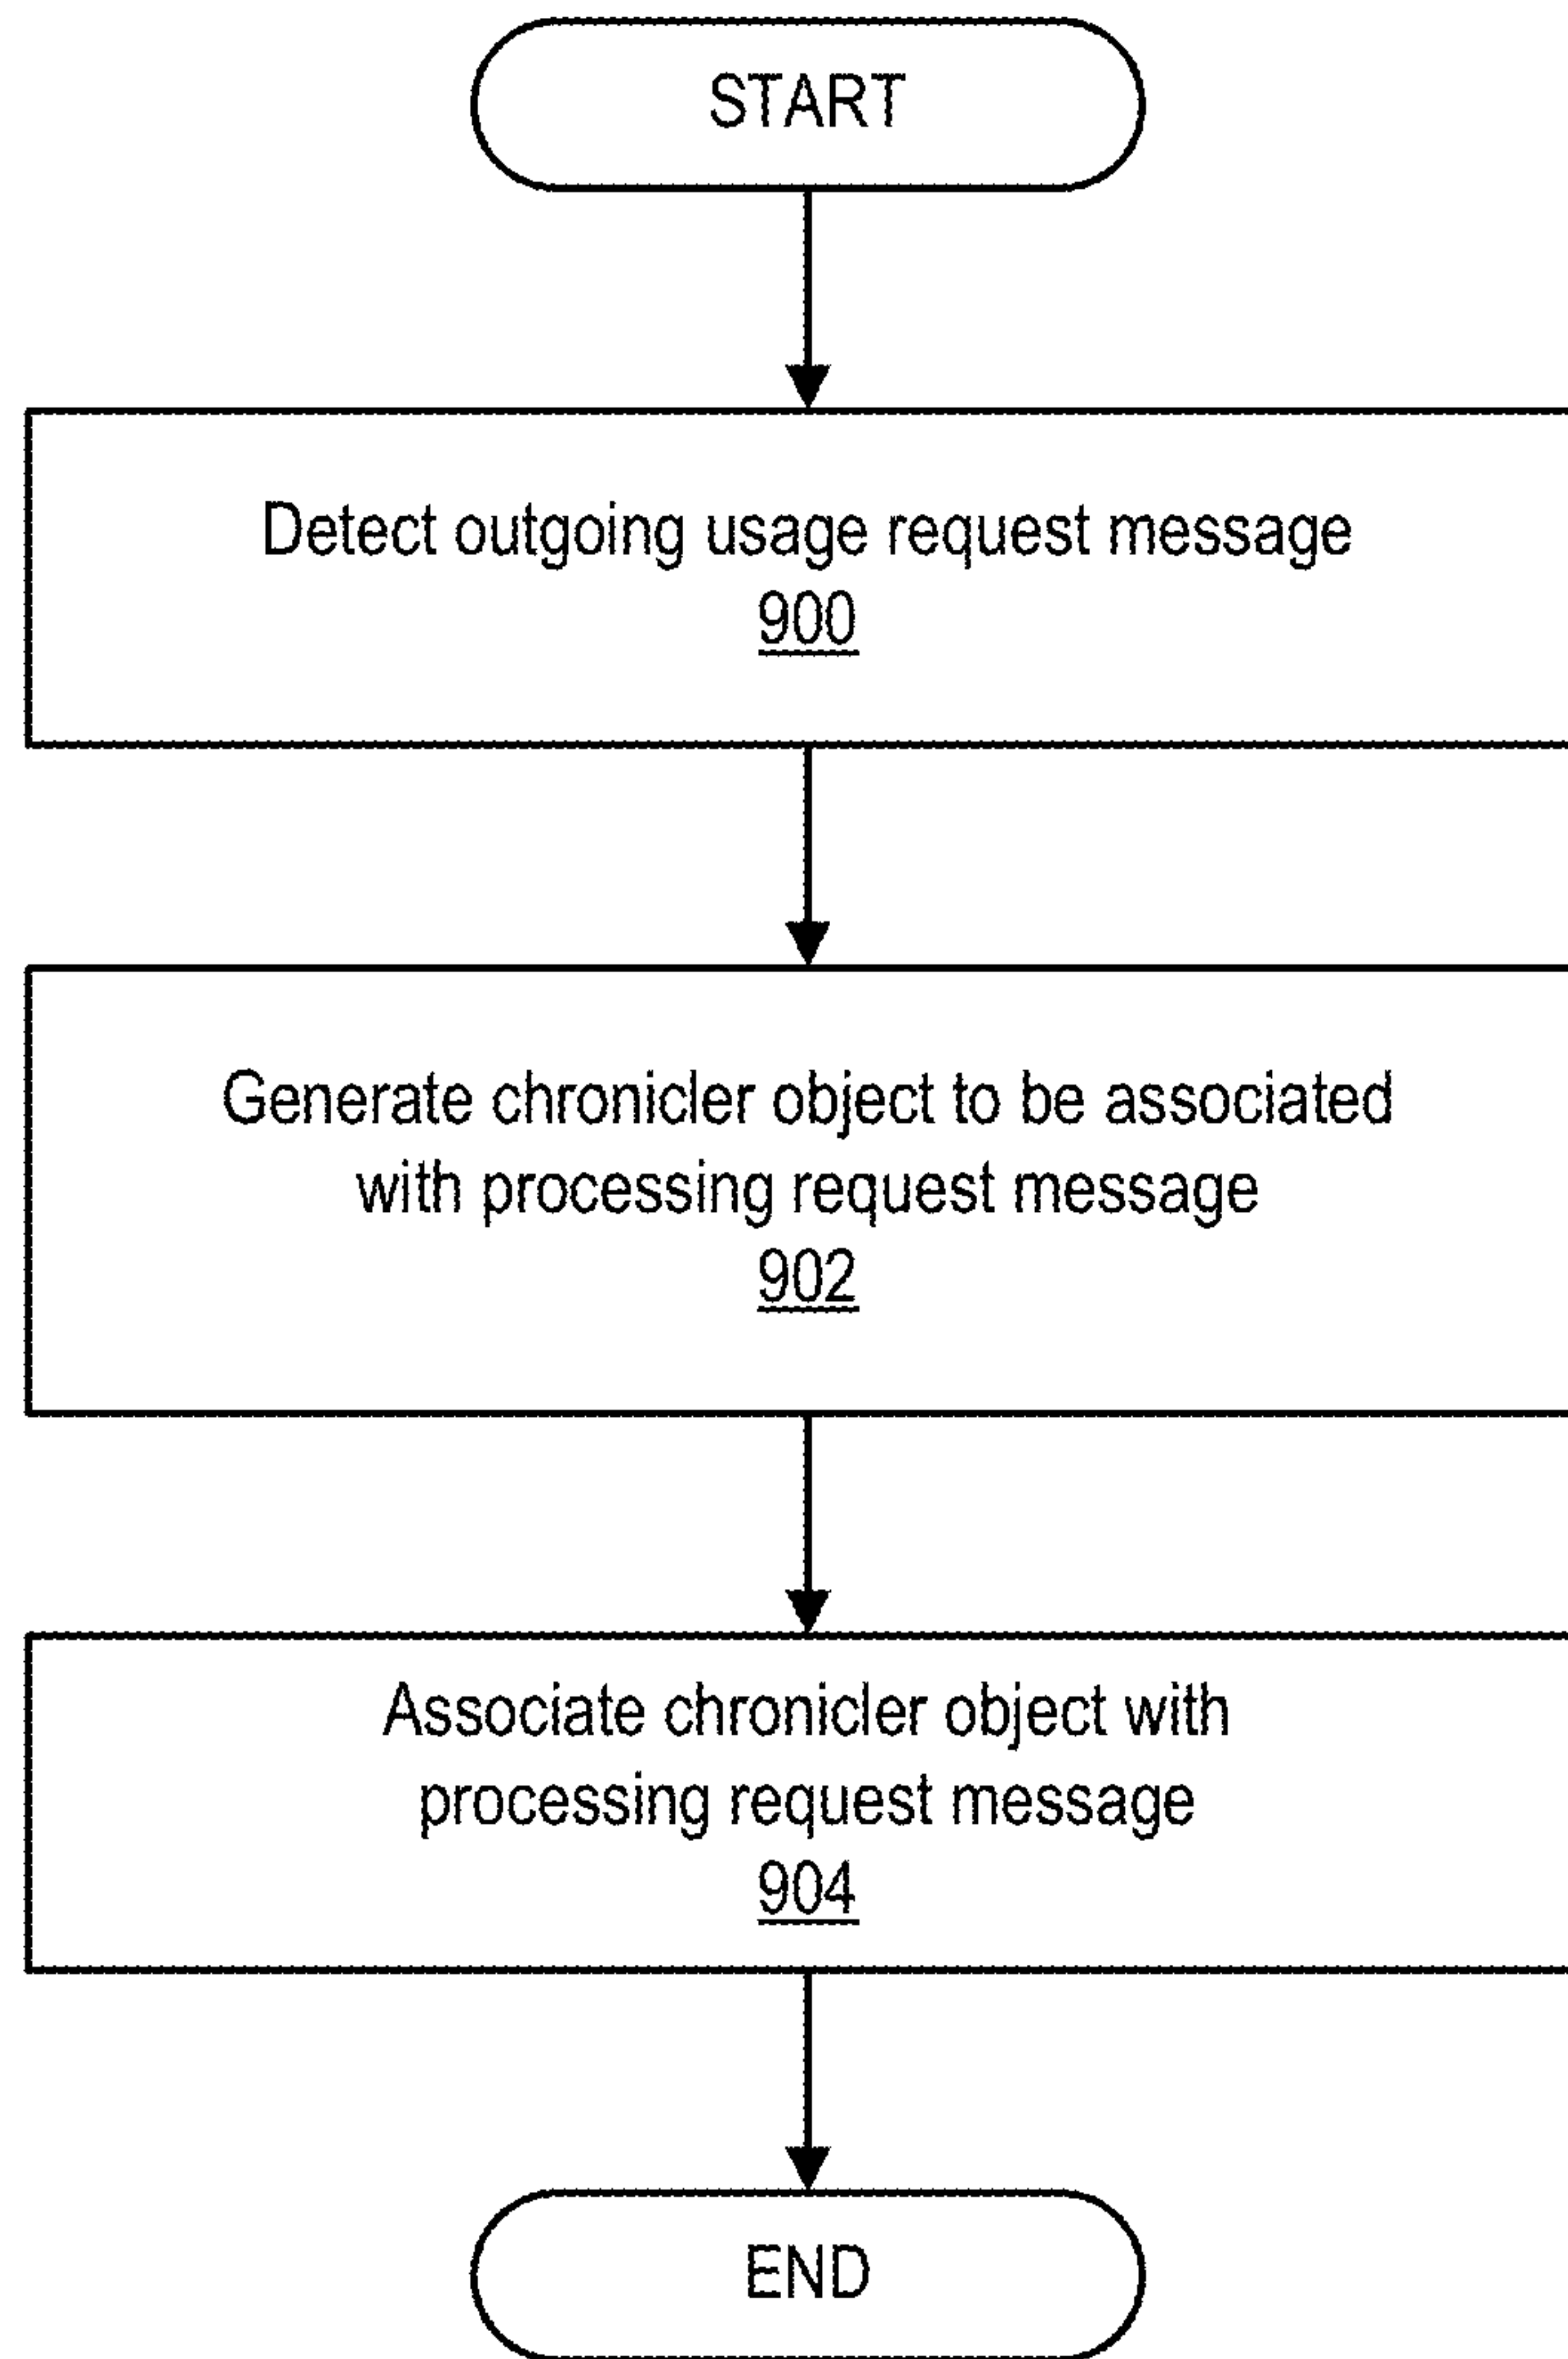 START
Detect outgoing usage request message
900
Generate chronicler object to be associated
with processing request message
902
Associate chronicler object with
processing request message
904
END